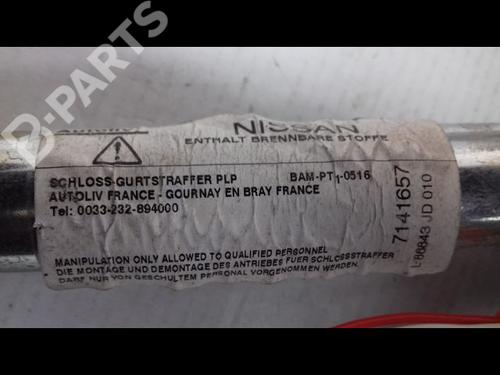 B-PARTS
NISSAN
ENTHALT BRENNBARE STOFFE
SCHLOSS-GURTSTRAFFER PLP BAM-PT1-0516
AUTOLIV FRANCE - GOURNAY EN BRAY FRANCE
Tel: 0033-232-894000
MANIPULATION ONLY ALLOWED TO QUALIFIED PERSONNEL
DIE MONTAGE UND DEMONTAGE DES ANTRIEBES FUER SCHLOSSSTRAFFER
DARF NUR VON GESCHULTEM PERSONAL VORGENOMMEN WERDEN.
7141657
L-86843 JD 010